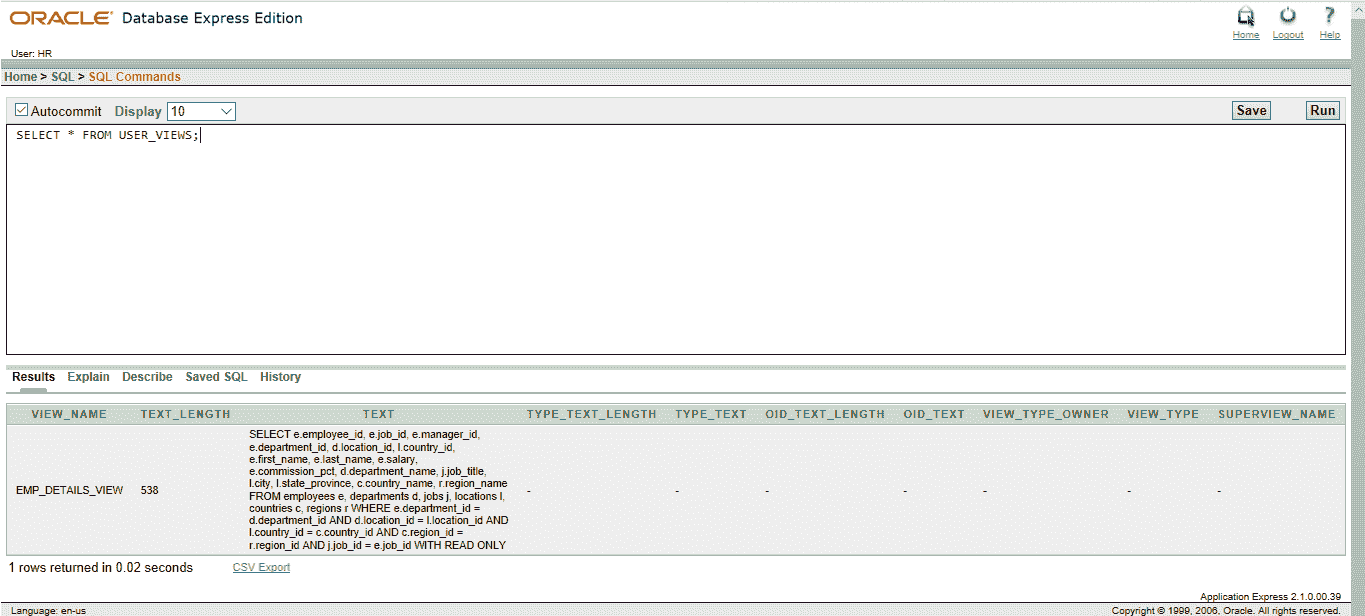 ORACLE Database Express Edition
Home Logout Help
User: HR
Home > SQL > SQL Commands
Autocommit Display 10 Save Run
SELECT * FROM USER_VIEWS;
Results Explain Describe Saved SQL History
VIEW_NAME TEXT_LENGTH TEXT TYPE_TEXT_LENGTH TYPE_TEXT OID_TEXT_LENGTH OID_TEXT VIEW_TYPE_OWNER VIEW_TYPE SUPERVIEW_NAME
SELECT e.employee_id, e.job_id, e.manager_id,
e.department_id, d.location_id, l.country_id,
e.first_name, e.last_name, e.salary,
e.commission_pct, d.department_name, j.job_title,
l.city, l.state_province, c.country_name, r.region_name
EMP_DETAILS_VIEW 538 - - - - - - -
FROM employees e, departments d, jobs j, locations l,
countries c, regions r WHERE e.department_id =
d.department_id AND d.location_id = l.location_id AND
l.country_id = c.country_id AND c.region_id =
r.region_id AND j.job_id = e.job_id WITH READ ONLY
1 rows returned in 0.02 seconds CSV Export
Application Express 2.1.0.00.39
Language: en-us Copyright © 1999, 2006, Oracle. All rights reserved.